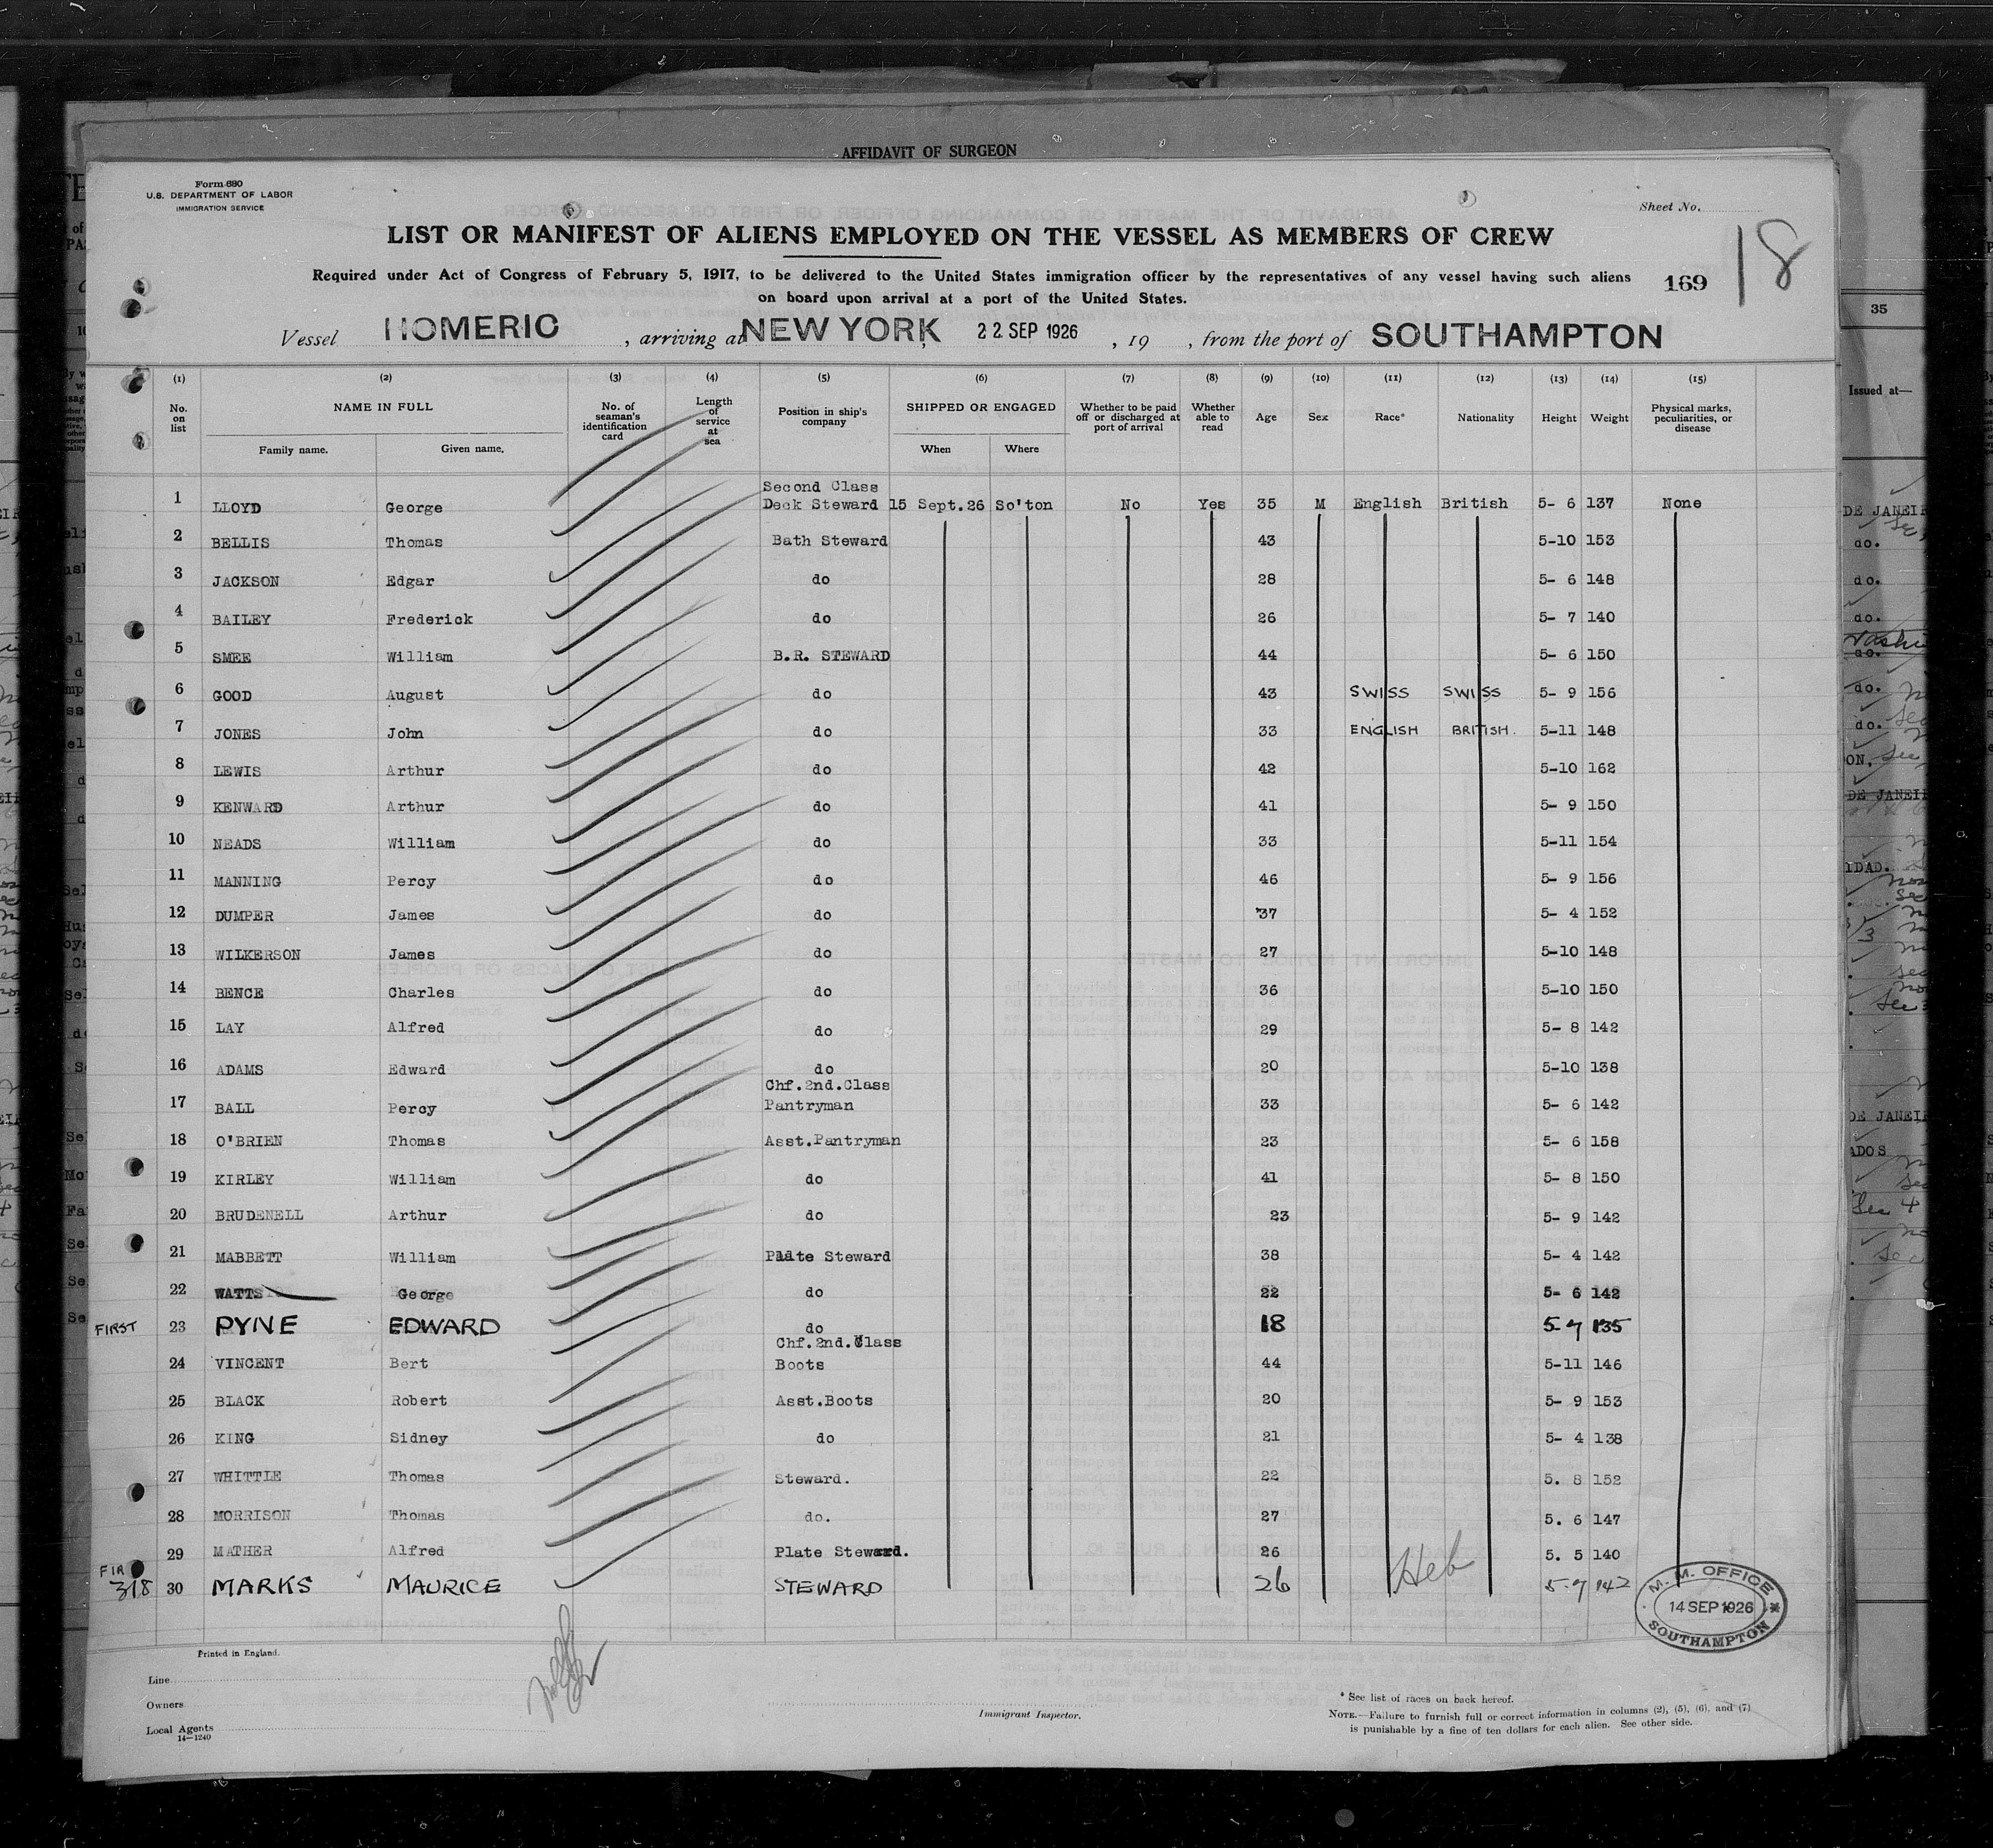 AFFIDAVIT OF SURGEON
Form 680
U.S. DEPARTMENT OF LABOR
IMMIGRATION SERVICE
Sheet No.
18
LIST OR MANIFEST OF ALIENS EMPLOYED ON THE VESSEL AS MEMBERS OF CREW
Required under Act of Congress of February 5, 1917, to be delivered to the United States immigration officer by the representatives of any vessel having such aliens
on board upon arrival at a port of the United States.
169
Vessel HOMERIC , arriving at NEW YORK, 22 SEP 1926 , 19 , from the port of SOUTHAMPTON
(1) (2) (3) (4) (5) (6) (7) (8) (9) (10) (11) (12) (13) (14) (15)
No. on list NAME IN FULL Family name. Given name. No. of seaman's identification card Length of service at sea Position in ship's company SHIPPED OR ENGAGED When Where Whether to be paid off or discharged at port of arrival Whether able to read Age Sex Race* Nationality Height Weight Physical marks, peculiarities, or disease
1 LLOYD George Second Class Deck Steward 15 Sept.26 So'ton No Yes 35 M English British 5- 6 137 None
2 BELLIS Thomas Bath Steward 43 5-10 153
3 JACKSON Edgar do 28 5- 6 148
4 BAILEY Frederick do 26 5- 7 140
5 SMEE William B.R. STEWARD 44 5- 6 150
6 GOOD August do 43 SWISS SWISS 5- 9 156
7 JONES John do 33 ENGLISH BRITISH. 5-11 148
8 LEWIS Arthur do 42 5-10 162
9 KENWARD Arthur do 41 5- 9 150
10 NEADS William do 33 5-11 154
11 MANNING Percy do 46 5- 9 156
12 DUMPER James do 37 5- 4 152
13 WILKERSON James do 27 5-10 148
14 BENCE Charles do 36 5-10 150
15 LAY Alfred do 29 5- 8 142
16 ADAMS Edward do 20 5-10 138
17 BALL Percy Chf.2nd.Class Pantryman 33 5- 6 142
18 O'BRIEN Thomas Asst.Pantryman 23 5- 6 158
19 KIRLEY William do 41 5- 8 150
20 BRUDENELL Arthur do 23 5- 9 142
21 MABBETT William Plate Steward 38 5- 4 142
22 WATTS George do 22 5- 6 142
FIRST 23 PYNE EDWARD do 18 5-7 135
24 VINCENT Bert Chf.2nd.Class Boots 44 5-11 146
25 BLACK Robert Asst.Boots 20 5- 9 153
26 KING Sidney do 21 5- 4 138
27 WHITTLE Thomas Steward. 22 5. 8 152
28 MORRISON Thomas do. 27 5. 6 147
29 MATHER Alfred Plate Steward. 26 5. 5 140
318 30 MARKS MAURICE STEWARD 26 Heb 5-7 142
M. M. OFFICE
14 SEP 1926
SOUTHAMPTON
Printed in England.
Line
Owners
Local Agents
14—1240
Immigrant Inspector.
* See list of races on back hereof.
NOTE.—Failure to furnish full or correct information in columns (2), (5), (6), and (7)
is punishable by a fine of ten dollars for each alien. See other side.
35
Issued at—
DE JANEI
do.
do.
do.
do.
do.
do.
DE JANEI
IDAD.
DE JANEIR
ADOS